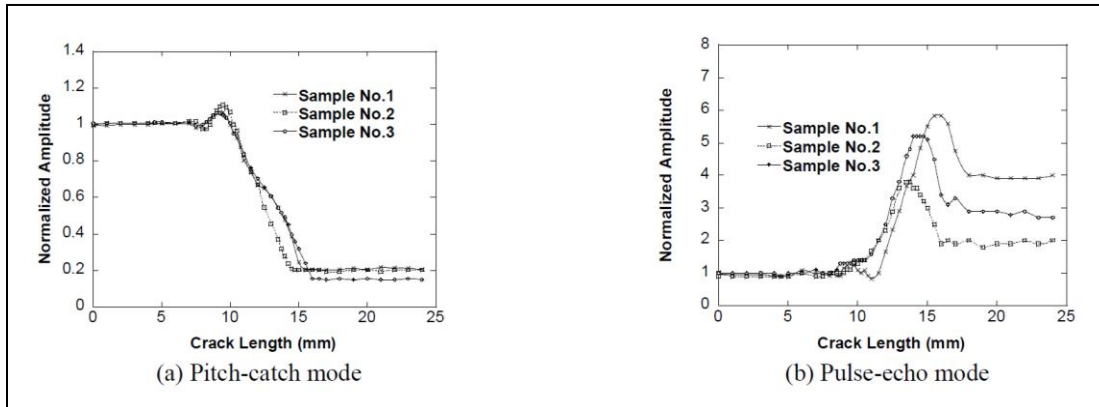 1.4
1.2
1
0.8
0.6
0.4
0.2
0
Normalized Amplitude
Sample No.1
Sample No.2
Sample No.3
0 5 10 15 20 25
Crack Length (mm)
(a) Pitch-catch mode
8
7
6
5
4
3
2
1
0
Normalized Amplitude
Sample No.1
Sample No.2
Sample No.3
0 5 10 15 20 25
Crack Length (mm)
(b) Pulse-echo mode